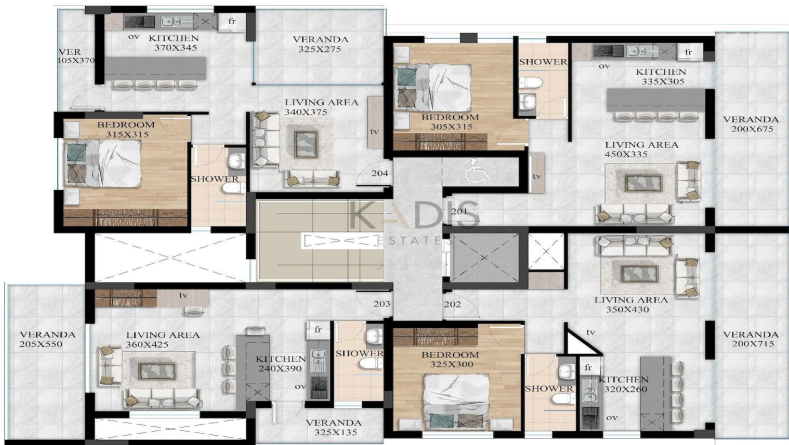 KITCHEN
370X345
fr
ov
VER
105X370
VERANDA
325X275
LIVING AREA
340X375
tv
BEDROOM
315X315
SHOWER
204
BEDROOM
305X315
SHOWER
ov
fr
KITCHEN
335X305
VERANDA
200X675
LIVING AREA
450X335
tv
201
KADIS
ESTATES
203
202
VERANDA
205X550
tv
LIVING AREA
360X425
KITCHEN
240X390
fr
ov
SHOWER
VERANDA
325X135
BEDROOM
325X300
SHOWER
LIVING AREA
350X430
tv
fr
KITCHEN
320X260
ov
VERANDA
200X715